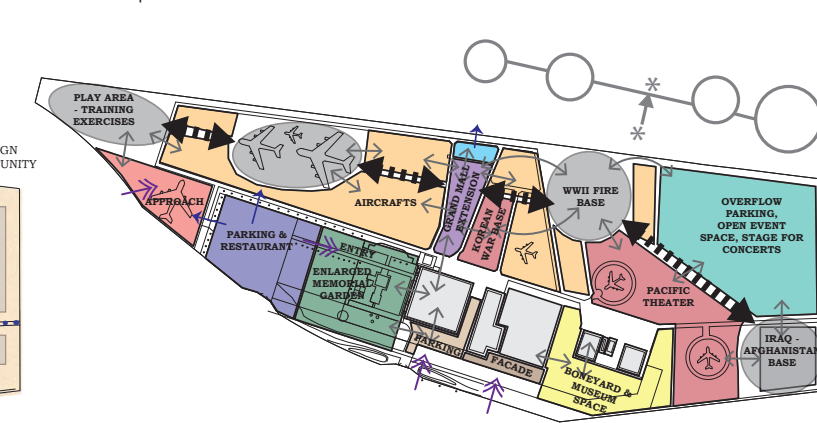 PLAY AREA
- TRAINING
EXERCISES
GN
UNITY
APPROACH
AIRCRAFTS
GRAND MALL
EXTENSION
KOREAN
WAR BASE
WWII FIRE
BASE
OVERFLOW
PARKING,
OPEN EVENT
SPACE, STAGE FOR
CONCERTS
PARKING &
RESTAURANT
ENTRY
ENLARGED
MEMORIAL
GARDEN
PACIFIC
THEATER
PARKING
FACADE
BONEYARD &
MUSEUM
SPACE
IRAQ -
AFGHANISTAN
BASE